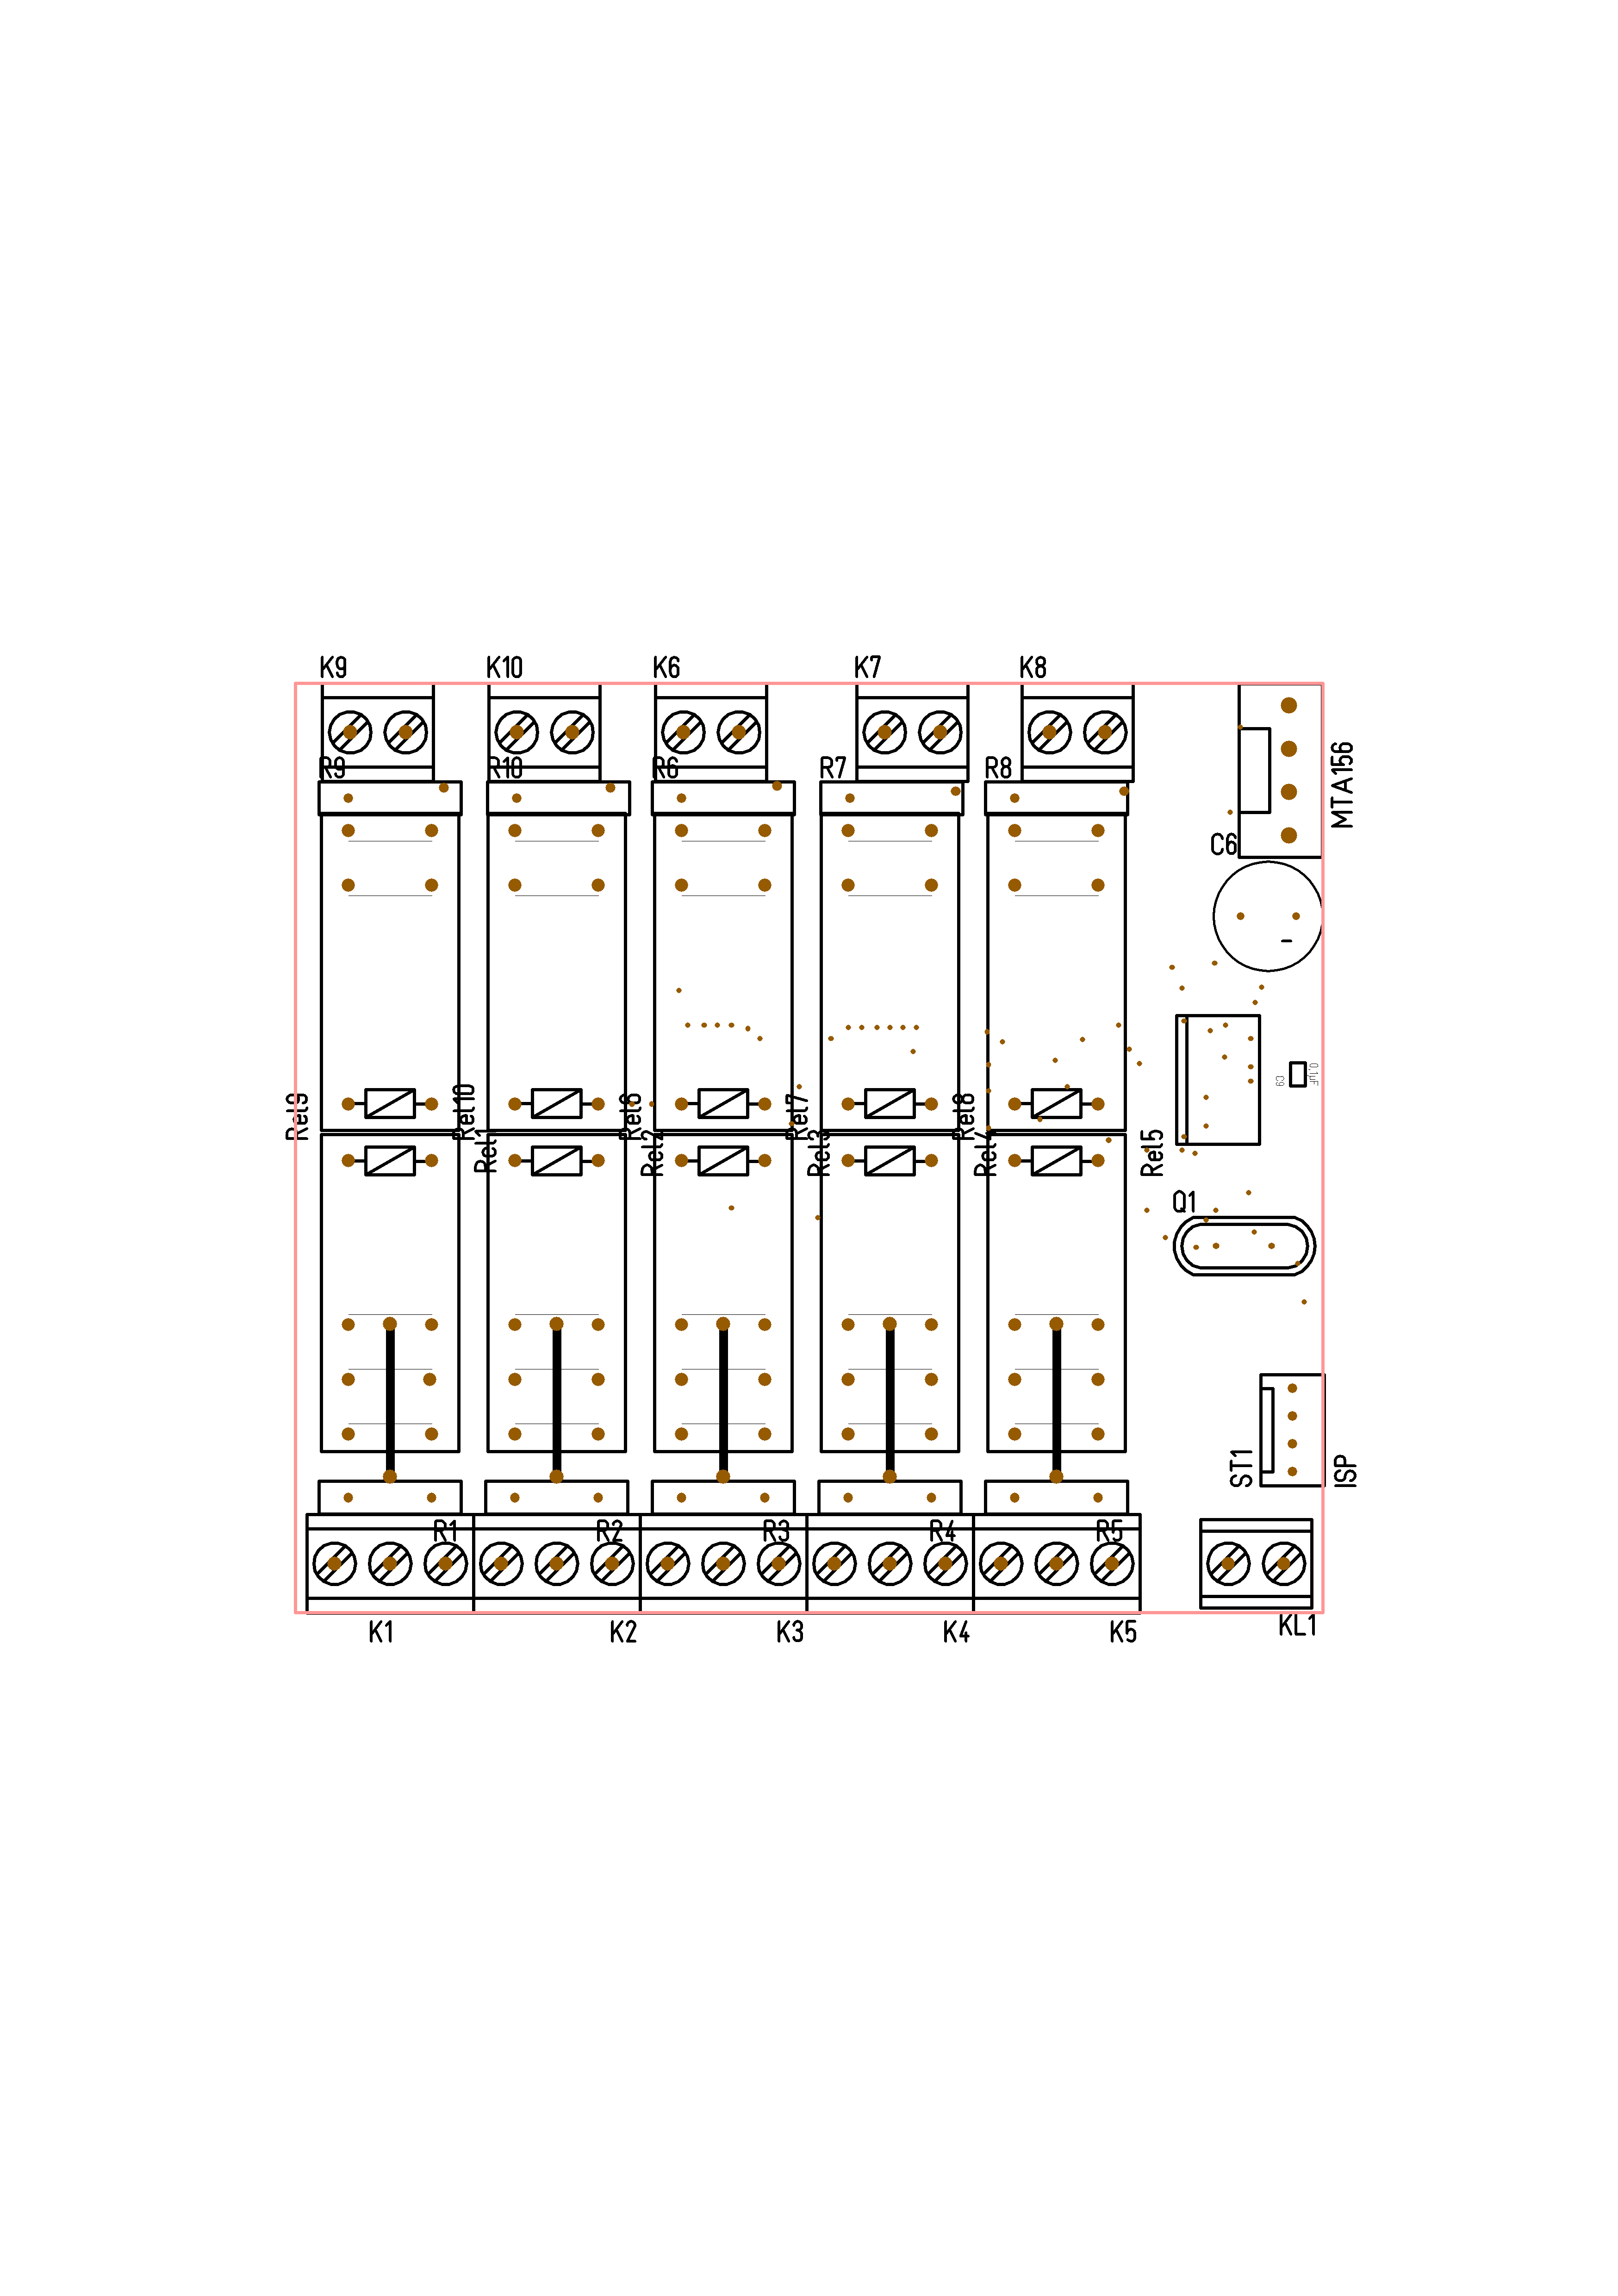 K9
K10
K6
K7
K8
R9
R10
R6
R7
R8
MTA156
C6
0.1µF
C9
Rel9
Rel10
Rel6
Rel7
Rel8
Rel1
Rel2
Rel3
Rel4
Rel5
Q1
ST1
ISP
R1
R2
R3
R4
R5
K1
K2
K3
K4
K5
KL1